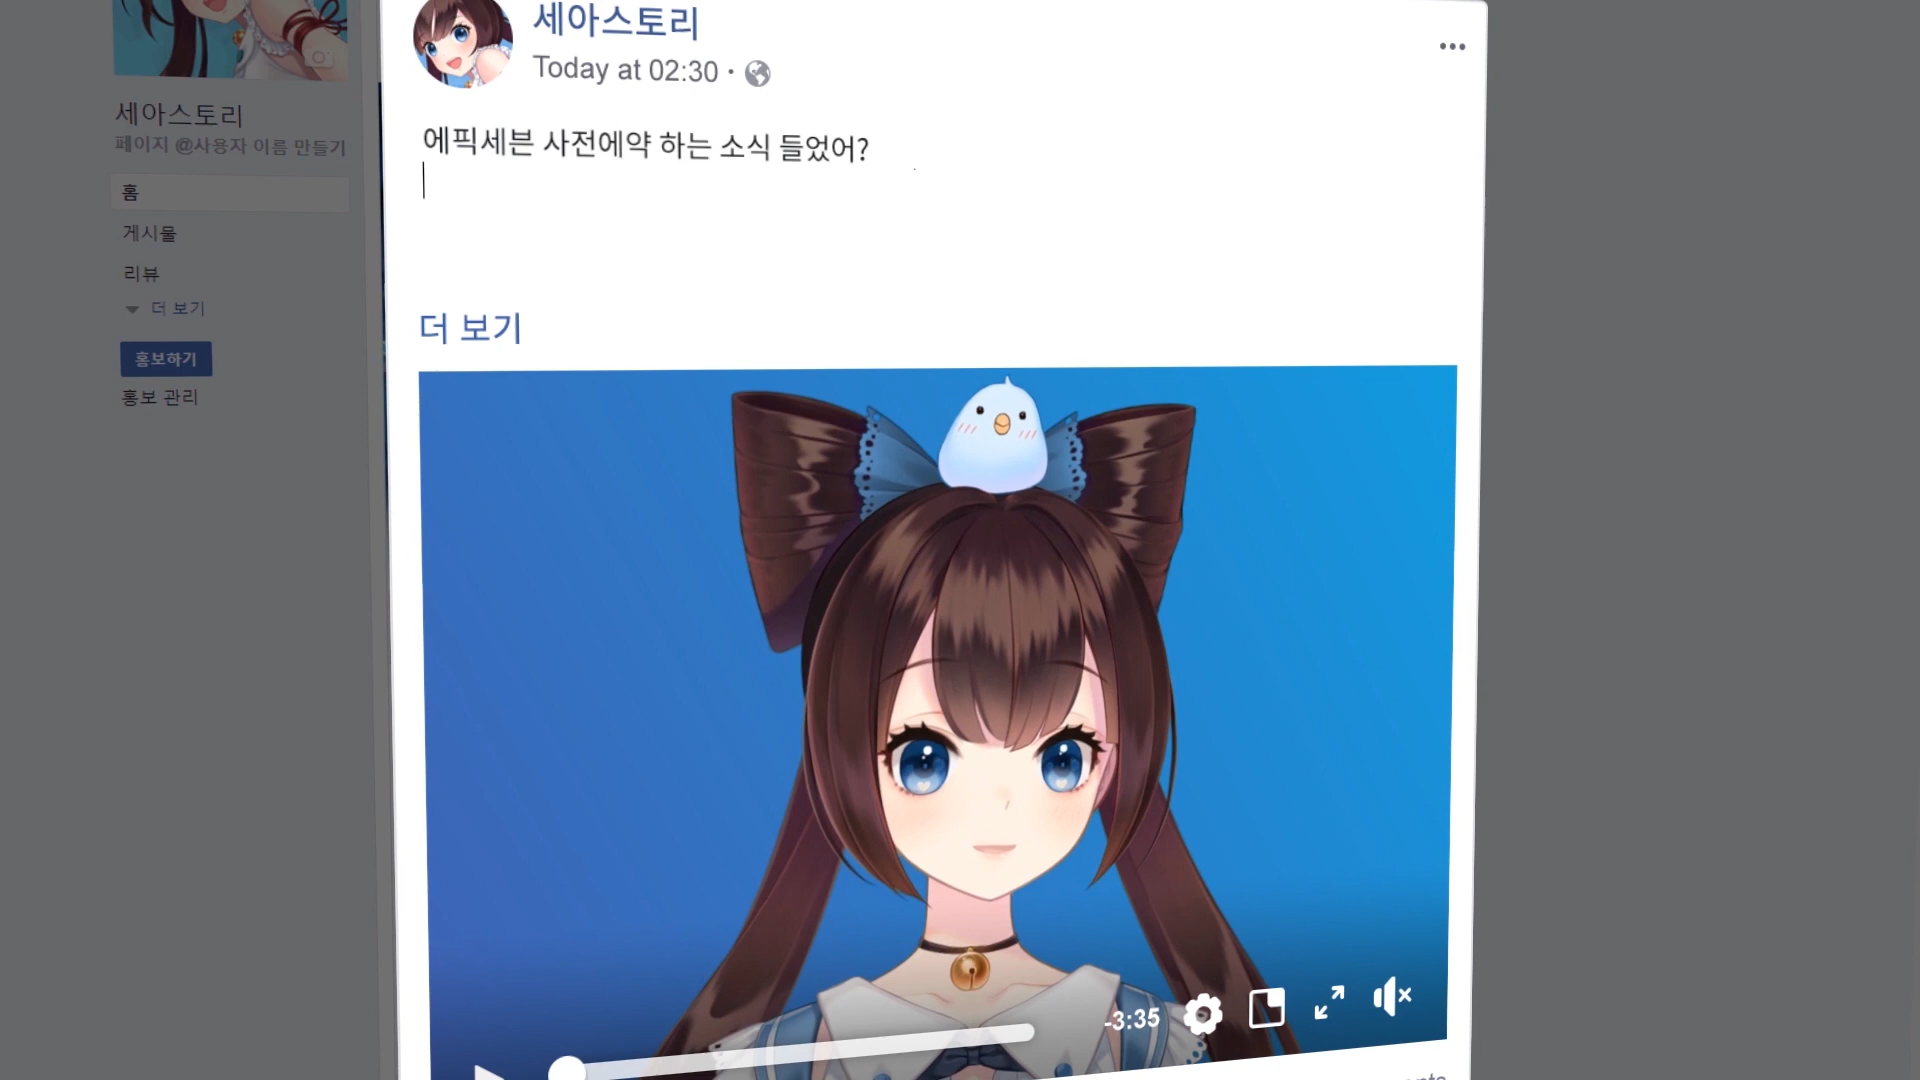 세아스토리
Today at 02:30
에픽세븐 사전예약 하는 소식 들었어?
더 보기
-3:35
세아스토리
페이지 @사용자 이름 만들기
홈
게시물
리뷰
더 보기
홍보하기
홍보 관리